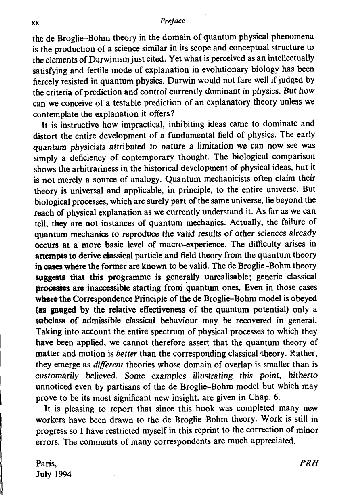 xx Preface
the de Broglie–Bohm theory in the domain of quantum physical phenomena
is the production of a science similar in its scope and conceptual structure to
the elements of Darwinism just cited. Yet what is perceived as an intellectually
satisfying and fertile mode of explanation in evolutionary biology has been
fiercely resisted in quantum physics. Darwin would not fare well if judged by
the criteria of prediction and control currently dominant in physics. But how
can we conceive of a testable prediction of an explanatory theory unless we
contemplate the explanation it offers?
It is instructive how impractical, inhibiting ideas came to dominate and
distort the entire development of a fundamental field of physics. The early
quantum physicists attributed to nature a limitation we can now see was
simply a deficiency of contemporary thought. The biological comparison
shows the arbitrariness in the historical development of physical ideas, but it
is not merely a source of analogy. Quantum mechanicists often claim their
theory is universal and applicable, in principle, to the entire universe. But
biological processes, which are surely part of the same universe, lie beyond the
reach of physical explanation as we currently understand it. As far as we can
tell, they are not instances of quantum mechanics. Actually, the failure of
quantum mechanics to reproduce the valid results of other sciences already
occurs at a more basic level of macro-experience. The difficulty arises in
attempts to derive classical particle and field theory from the quantum theory
in cases where the former are known to be valid. The de Broglie–Bohm theory
suggests that this programme is generally unrealisable; generic classical
processes are inaccessible starting from quantum ones. Even in those cases
where the Correspondence Principle of the de Broglie–Bohm model is obeyed
(as gauged by the relative effectiveness of the quantum potential) only a
subclass of admissible classical behaviour may be recovered in general.
Taking into account the entire spectrum of physical processes to which they
have been applied, we cannot therefore assert that the quantum theory of
matter and motion is better than the corresponding classical theory. Rather,
they emerge as different theories whose domain of overlap is smaller than is
customarily believed. Some examples illustrating this point, hitherto
unnoticed even by partisans of the de Broglie–Bohm model but which may
prove to be its most significant new insight, are given in Chap. 6.
It is pleasing to report that since this book was completed many new
workers have been drawn to the de Broglie–Bohm theory. Work is still in
progress so I have restricted myself in this reprint to the correction of minor
errors. The comments of many correspondents are much appreciated.
Paris, PRH
July 1994